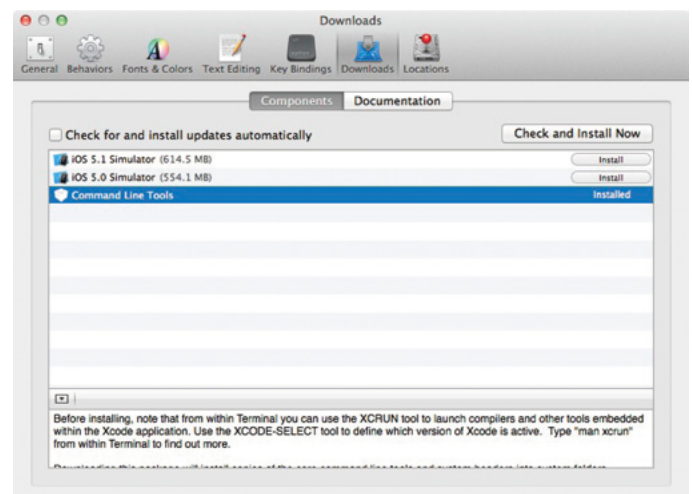 Downloads
General Behaviors Fonts & Colors Text Editing Key Bindings Downloads Locations
Components Documentation
Check for and install updates automatically Check and Install Now
iOS 5.1 Simulator (614.5 MB) Install
iOS 5.0 Simulator (554.1 MB) Install
Command Line Tools Installed
Before installing, note that from within Terminal you can use the XCRUN tool to launch compilers and other tools embedded
within the Xcode application. Use the XCODE-SELECT tool to define which version of Xcode is active. Type "man xcrun"
from within Terminal to find out more.